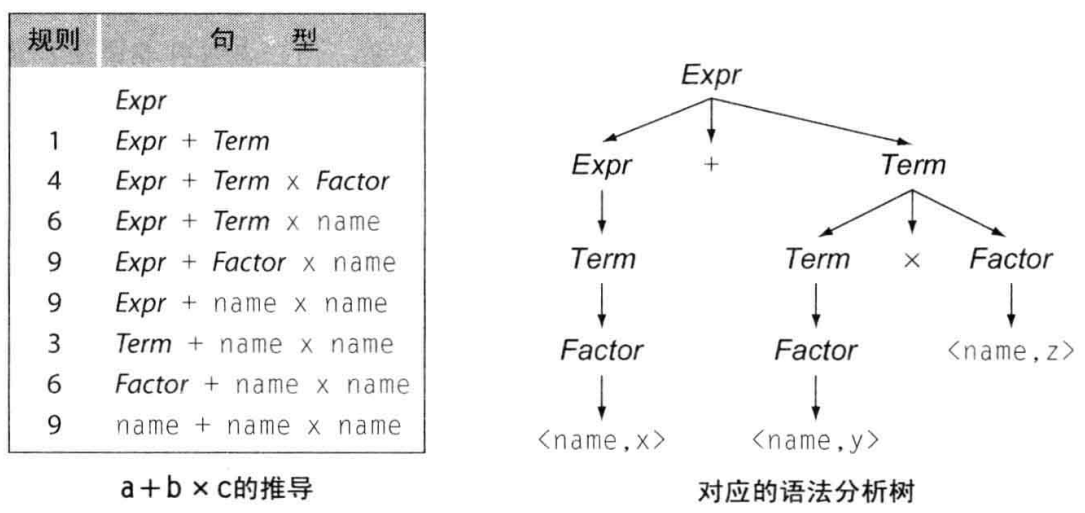 规则 句 型
Expr
1 Expr + Term
4 Expr + Term x Factor
6 Expr + Term x name
9 Expr + Factor x name
9 Expr + name x name
3 Term + name x name
6 Factor + name x name
9 name + name x name
a+b×c的推导
Expr
Expr + Term
Term Term × Factor
Factor Factor <name,z>
<name,x> <name,y>
对应的语法分析树